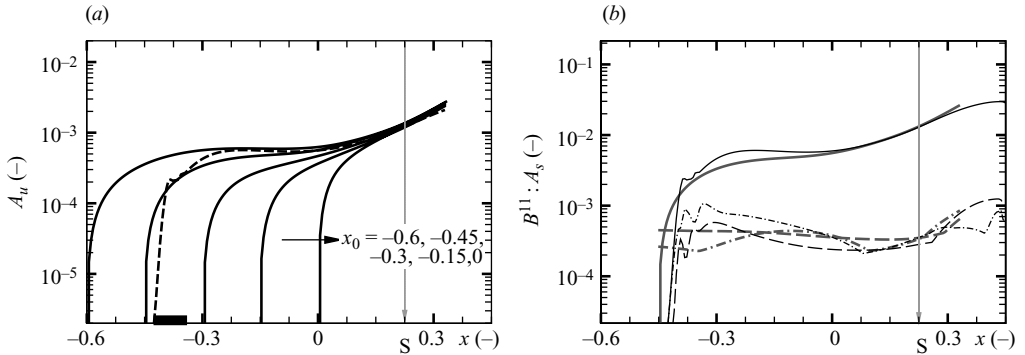 (a)
(b)
10⁻²
10⁻³
10⁻⁴
10⁻⁵
A_u (–)
x₀ = –0.6, –0.45,
–0.3, –0.15,0
–0.6
–0.3
0
S
0.3
x (–)
10⁻¹
10⁻²
10⁻³
10⁻⁴
B¹¹ : A_s (–)
–0.6
–0.3
0
S
0.3
x (–)